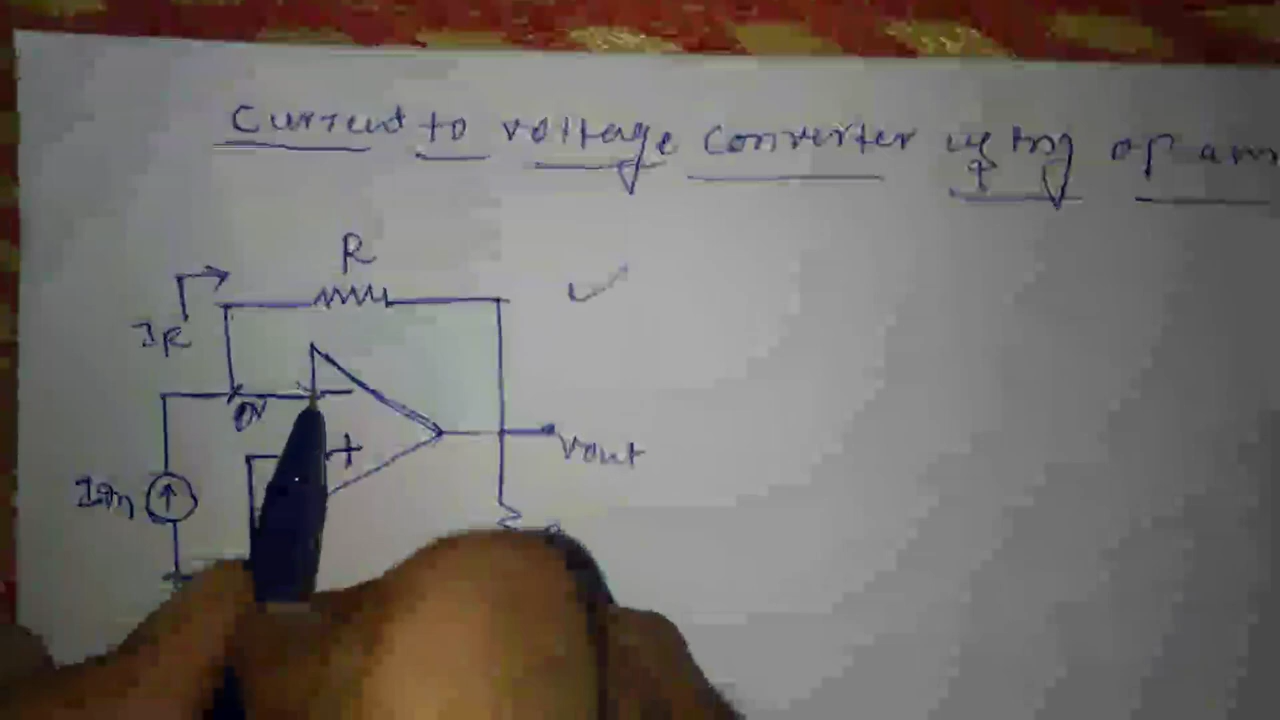 Current to voltage converter using op am
R
IR
0V
+
Iin
Vout